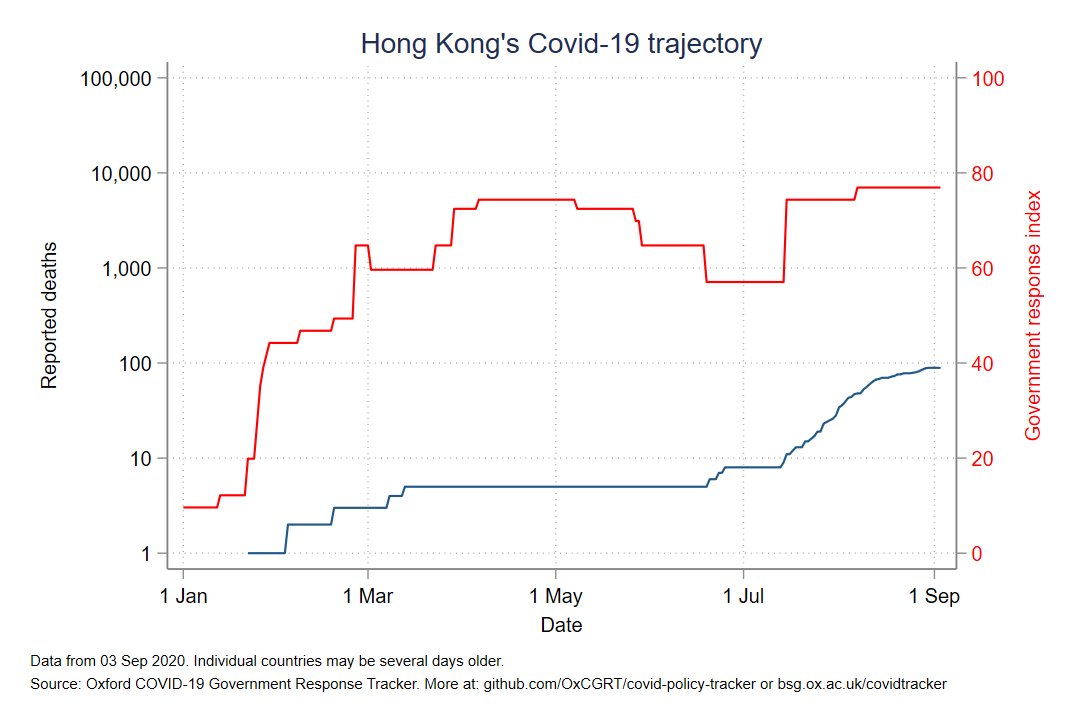 Hong Kong's Covid-19 trajectory
100,000
10,000
1,000
100
10
1
Reported deaths
100
80
60
40
20
0
Government response index
1 Jan
1 Mar
1 May
1 Jul
1 Sep
Date
Data from 03 Sep 2020. Individual countries may be several days older.
Source: Oxford COVID-19 Government Response Tracker. More at: github.com/OxCGRT/covid-policy-tracker or bsg.ox.ac.uk/covidtracker